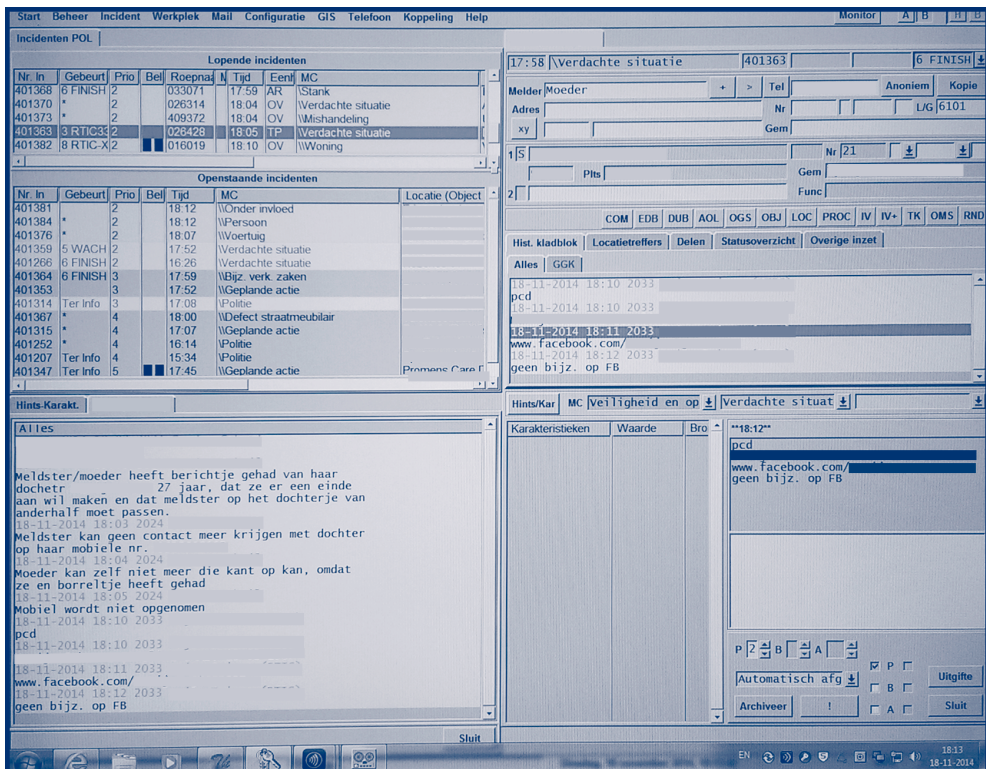 Start Beheer Incident Werkplek Mail Configuratie GIS Telefoon Koppeling Help
Monitor A B H B
Incidenten POL
Lopende incidenten
Nr. In Gebeurt Prio Bel Roepnaa N Tijd Eenh MC
401368 6 FINISH 2 033071 17:59 AR \Stank
401370 * 2 026314 18:04 OV \Verdachte situatie
401373 * 2 409372 18:04 OV \\Mishandeling
401363 3 RTIC33 2 026428 18:05 TP \Verdachte situatie
401382 8 RTIC-X 2 016019 18:10 OV \\Woning
Openstaande incidenten
Nr. In Gebeurt Prio Bel Tijd MC Locatie (Object
401381 2 18:12 \\Onder invloed
401384 * 2 18:12 \\Persoon
401376 * 2 18:07 \\Voertuig
401359 5 WACH 2 17:52 \Verdachte situatie
401266 6 FINISH 2 16:26 \Verdachte situatie
401364 6 FINISH 3 17:59 \\Bijz. verk. zaken
401353 3 17:52 \\Geplande actie
401314 Ter Info 3 17:08 \Politie
401367 * 4 18:00 \\Defect straatmeubilair
401315 * 4 17:07 \\Geplande actie
401252 * 4 16:14 \Politie
401207 Ter Info 4 15:34 \Politie
401347 Ter Info 5 17:45 \\Geplande actie Promens Care
Hints-Karakt.
Alles
Meldster/moeder heeft berichtje gehad van haar
dochetr 27 jaar, dat ze er een einde
aan wil maken en dat meldster op het dochterje van
anderhalf moet passen.
18-11-2014 18:03 2024
Meldster kan geen contact meer krijgen met dochter
op haar mobiele nr.
18-11-2014 18:04 2024
Moeder kan zelf niet meer die kant op kan, omdat
ze en borreltje heeft gehad
18-11-2014 18:05 2024
Mobiel wordt niet opgenomen
18-11-2014 18:10 2033
pcd
18-11-2014 18:10 2033
18-11-2014 18:11 2033
www.facebook.com/
18-11-2014 18:12 2033
geen bijz. op FB
Sluit
17:58 \Verdachte situatie 401363 6 FINISH
Melder Moeder + > Tel Anoniem Kopie
Adres Nr L/G 6101
xy Gem
1 S Nr 21
Plts Gem
2 Func
COM EDB DUB AOL OGS OBJ LOC PROC IV IV+ TK OMS RND
Hist. kladblok Locatietreffers Delen Statusoverzicht Overige inzet
Alles GGK
18-11-2014 18:10 2033
pcd
18-11-2014 18:10 2033
18-11-2014 18:11 2033
www.facebook.com/
18-11-2014 18:12 2033
geen bijz. op FB
Hints/Kar MC Veiligheid en op Verdachte situat
Karakteristieken Waarde Bro
**18:12**
pcd
www.facebook.com/
geen bijz. op FB
P 2 B A
P
Automatisch afg Uitgifte
B
Archiveer ! A Sluit
EN 18:13
18-11-2014